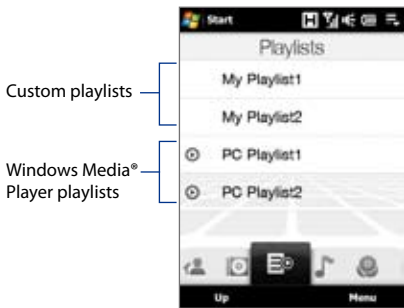 Start
Playlists
Custom playlists
My Playlist1
My Playlist2
Windows Media®
Player playlists
PC Playlist1
PC Playlist2
Up
Menu